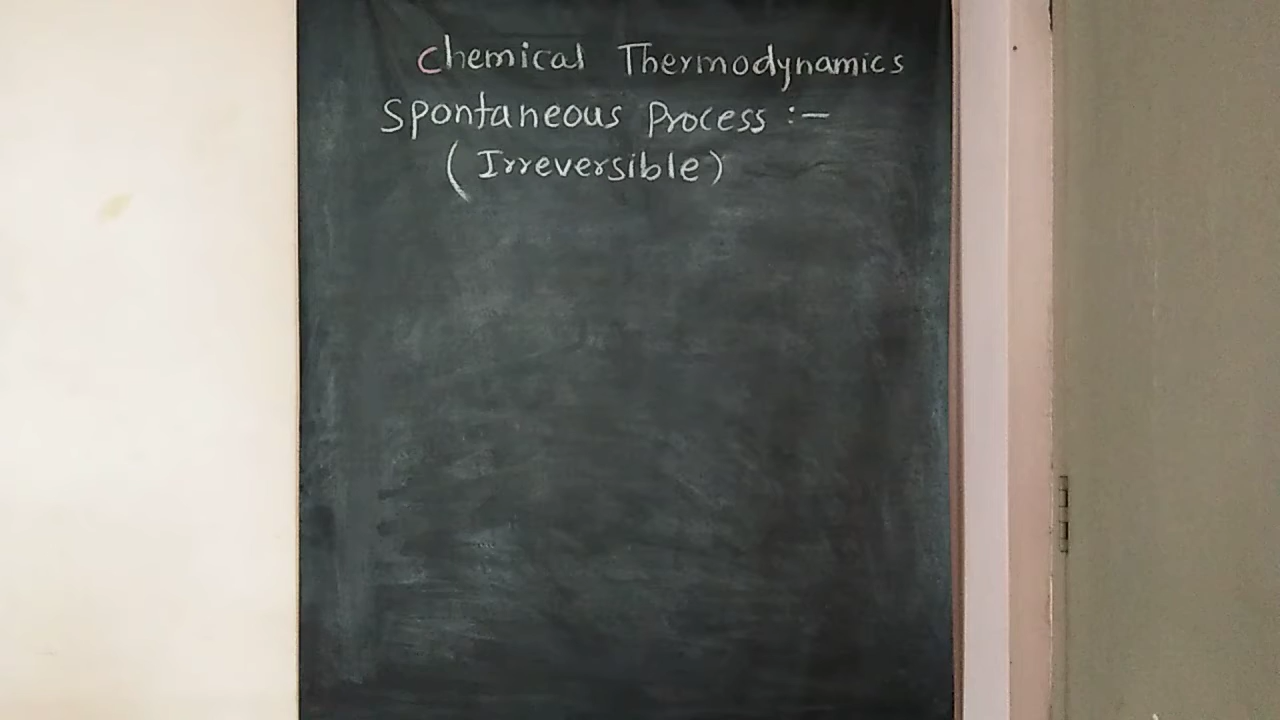 Chemical Thermodynamics
Spontaneous Process :-
(Irreversible)